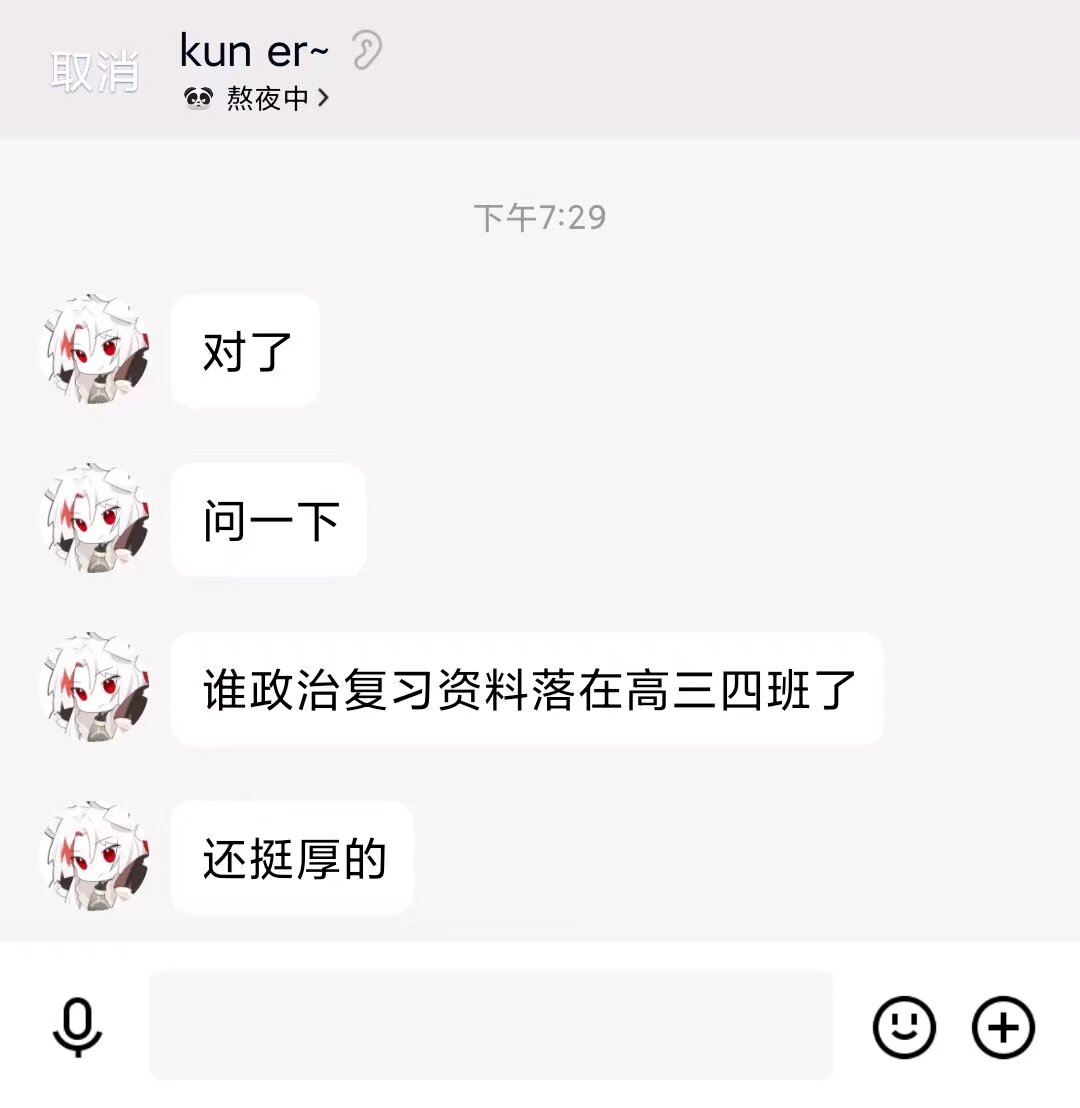 取消
kun er~
熬夜中
下午7:29
对了
问一下
谁政治复习资料落在高三四班了
还挺厚的